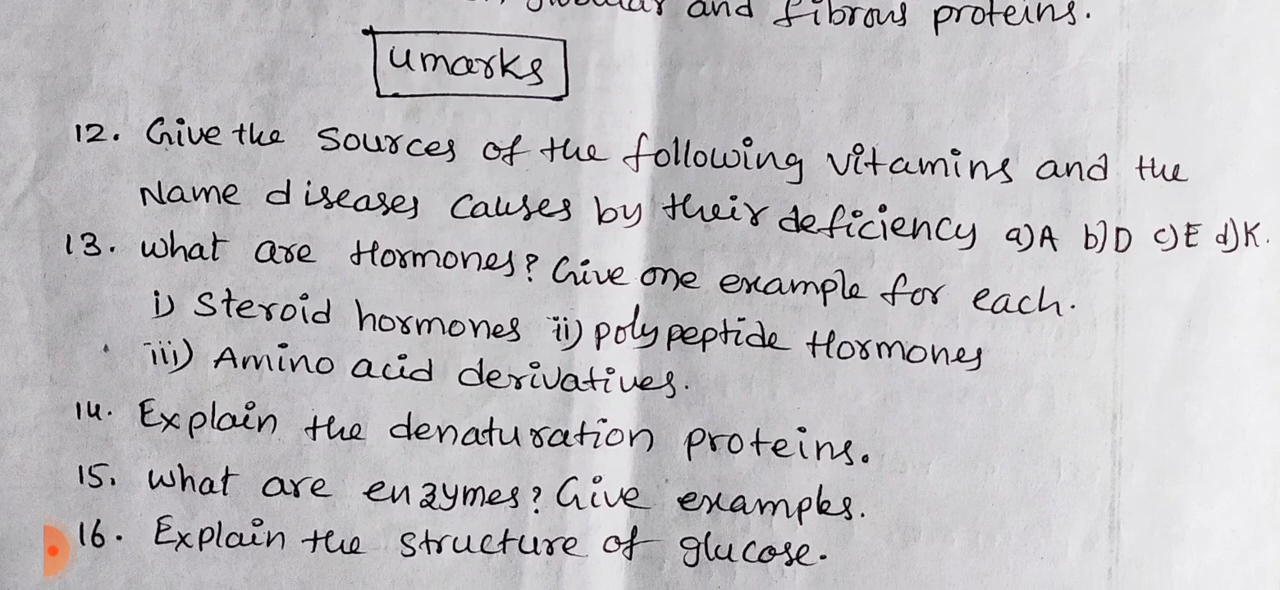 and fibrous proteins.
4marks
12. Give the sources of the following vitamins and the
Name diseases causes by their deficiency a)A b)D c)E d)K.
13. what are Hormones? Give one example for each.
i) Steroid hormones ii) polypeptide Hormones
iii) Amino acid derivatives.
14. Explain the denaturation proteins.
15. what are enzymes? Give examples.
16. Explain the structure of glucose.